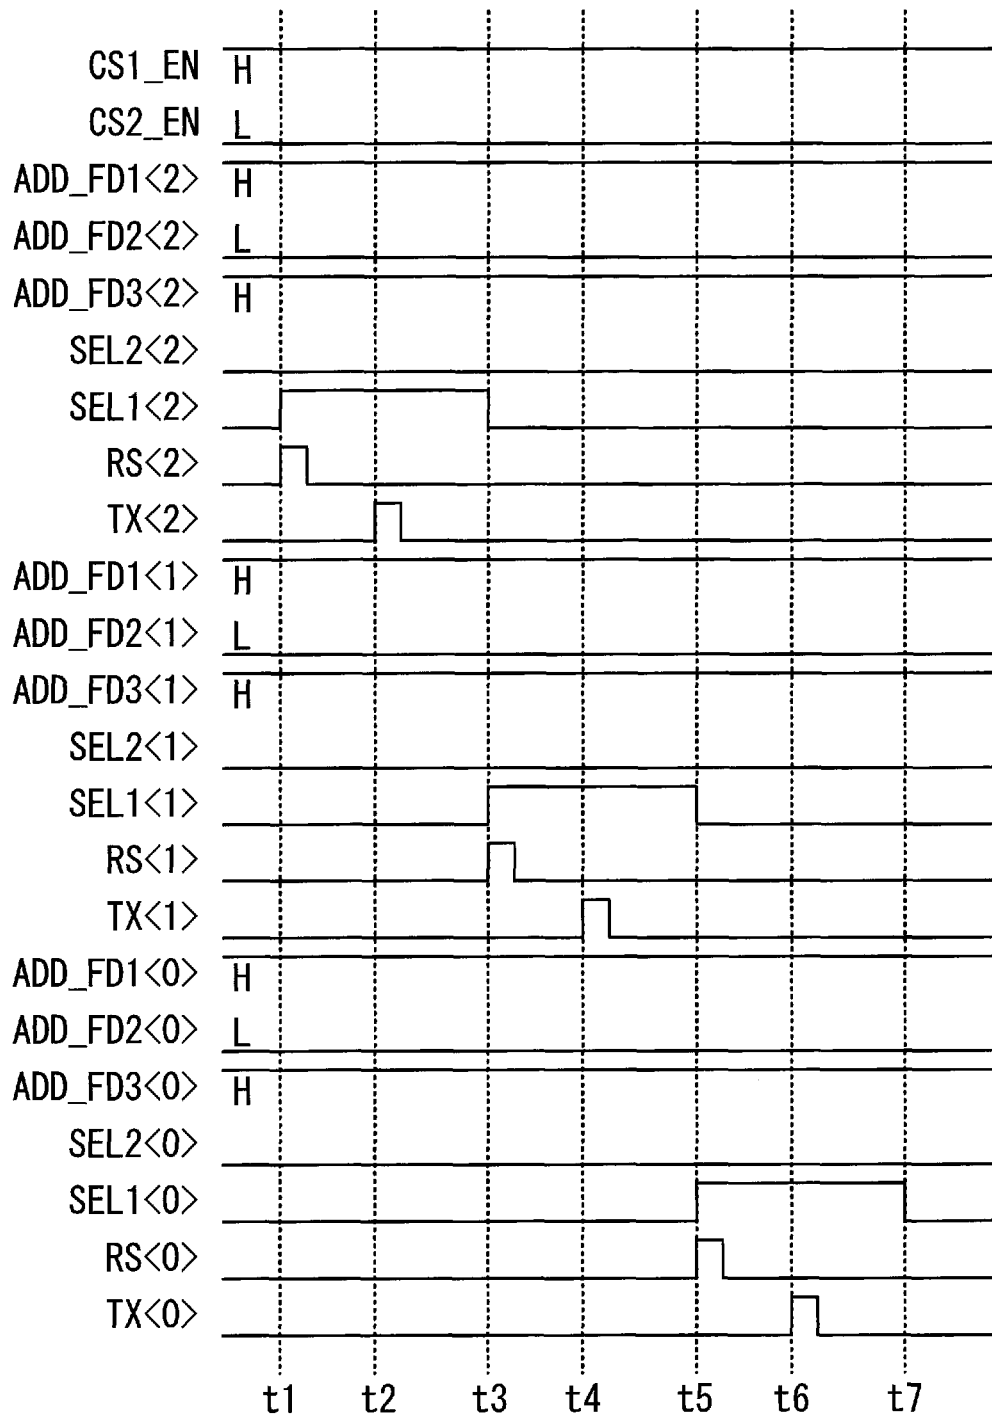 CS1_EN H
CS2_EN L
ADD_FD1<2> H
ADD_FD2<2> L
ADD_FD3<2> H
SEL2<2>
SEL1<2>
RS<2>
TX<2>
ADD_FD1<1> H
ADD_FD2<1> L
ADD_FD3<1> H
SEL2<1>
SEL1<1>
RS<1>
TX<1>
ADD_FD1<0> H
ADD_FD2<0> L
ADD_FD3<0> H
SEL2<0>
SEL1<0>
RS<0>
TX<0>
t1 t2 t3 t4 t5 t6 t7